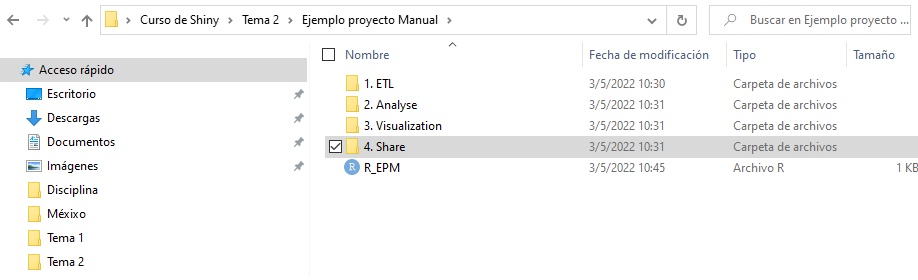 Curso de Shiny > Tema 2 > Ejemplo proyecto Manual >
Buscar en Ejemplo proyecto ...
Nombre Fecha de modificación Tipo Tamaño
Acceso rápido
Escritorio
Descargas
Documentos
Imágenes
Disciplina
Méxixo
Tema 1
Tema 2
1. ETL 3/5/2022 10:30 Carpeta de archivos
2. Analyse 3/5/2022 10:31 Carpeta de archivos
3. Visualization 3/5/2022 10:31 Carpeta de archivos
4. Share 3/5/2022 10:31 Carpeta de archivos
R R_EPM 3/5/2022 10:45 Archivo R 1 KB